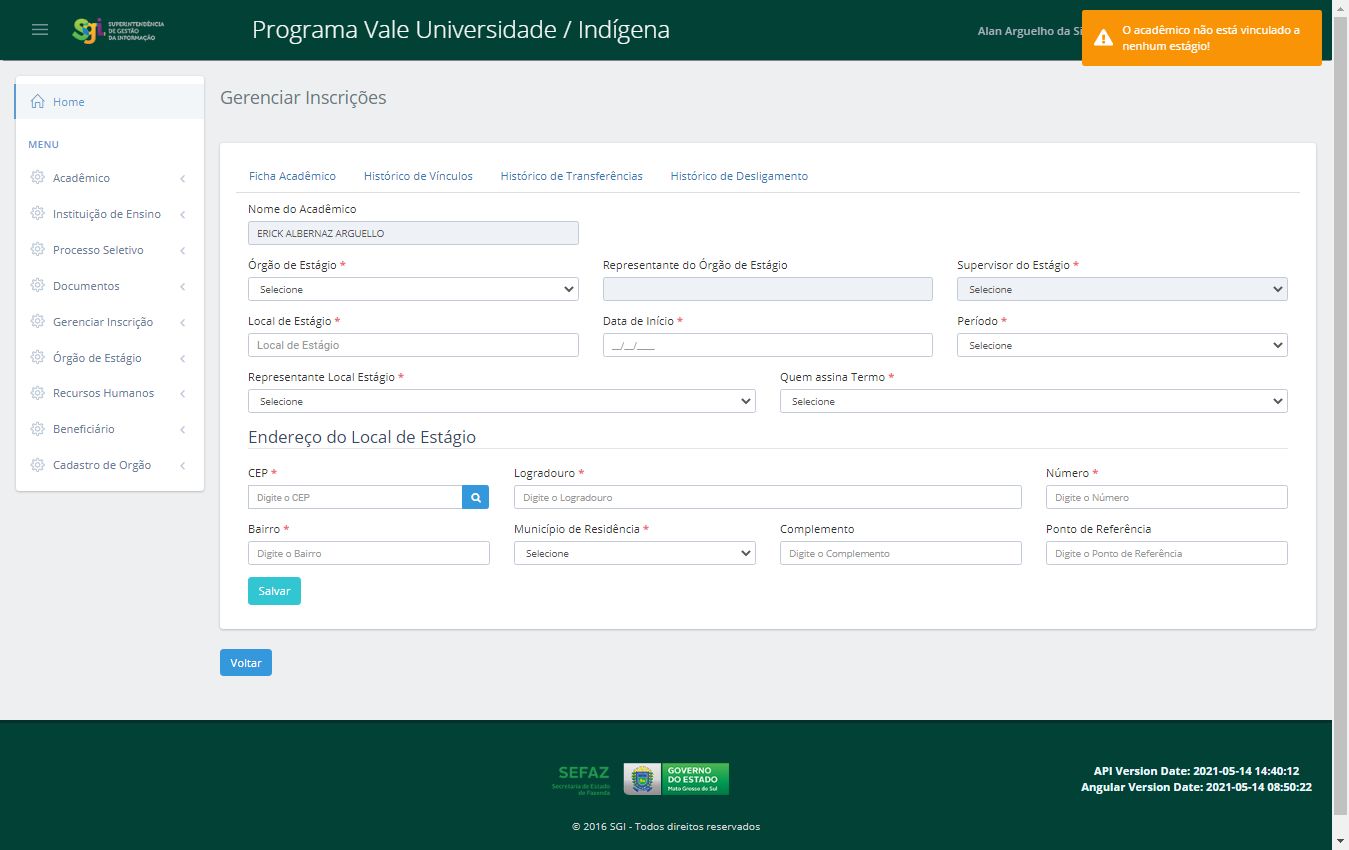 SUPERINTENDÊNCIA
DE GESTÃO
DA INFORMAÇÃO
Programa Vale Universidade / Indígena
Alan Arguelho da
O acadêmico não está vinculado a
nenhum estágio!
Home
MENU
Acadêmico
Instituição de Ensino
Processo Seletivo
Documentos
Gerenciar Inscrição
Órgão de Estágio
Recursos Humanos
Beneficiário
Cadastro de Orgão
Gerenciar Inscrições
Ficha Acadêmico Histórico de Vínculos Histórico de Transferências Histórico de Desligamento
Nome do Acadêmico
ERICK ALBERNAZ ARGUELLO
Órgão de Estágio * Representante do Órgão de Estágio Supervisor do Estágio *
Selecione Selecione
Local de Estágio * Data de Início * Período *
Local de Estágio __/__/____ Selecione
Representante Local Estágio * Quem assina Termo *
Selecione Selecione
Endereço do Local de Estágio
CEP * Logradouro * Número *
Digite o CEP Digite o Logradouro Digite o Número
Bairro * Município de Residência * Complemento Ponto de Referência
Digite o Bairro Selecione Digite o Complemento Digite o Ponto de Referência
Salvar
Voltar
SEFAZ
Secretaria de Estado
de Fazenda
GOVERNO
DO ESTADO
Mato Grosso do Sul
API Version Date: 2021-05-14 14:40:12
Angular Version Date: 2021-05-14 08:50:22
© 2016 SGI - Todos direitos reservados